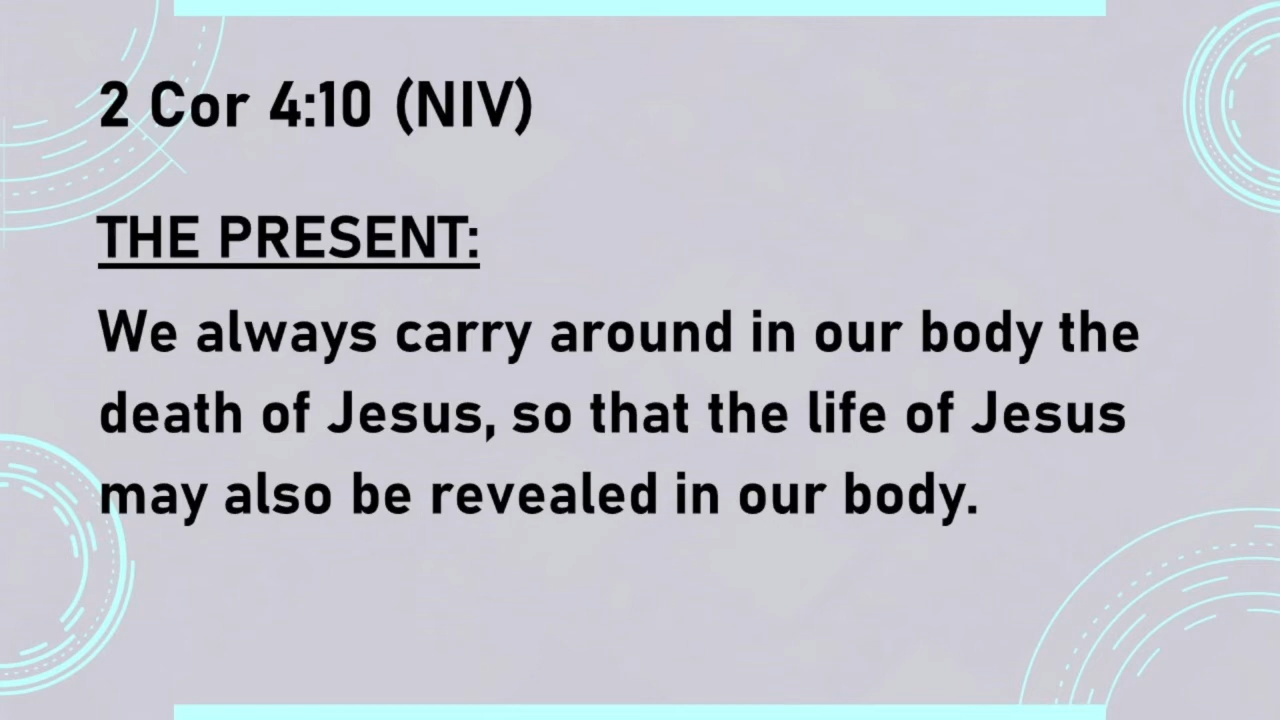 2 Cor 4:10 (NIV)
THE PRESENT:
We always carry around in our body the
death of Jesus, so that the life of Jesus
may also be revealed in our body.